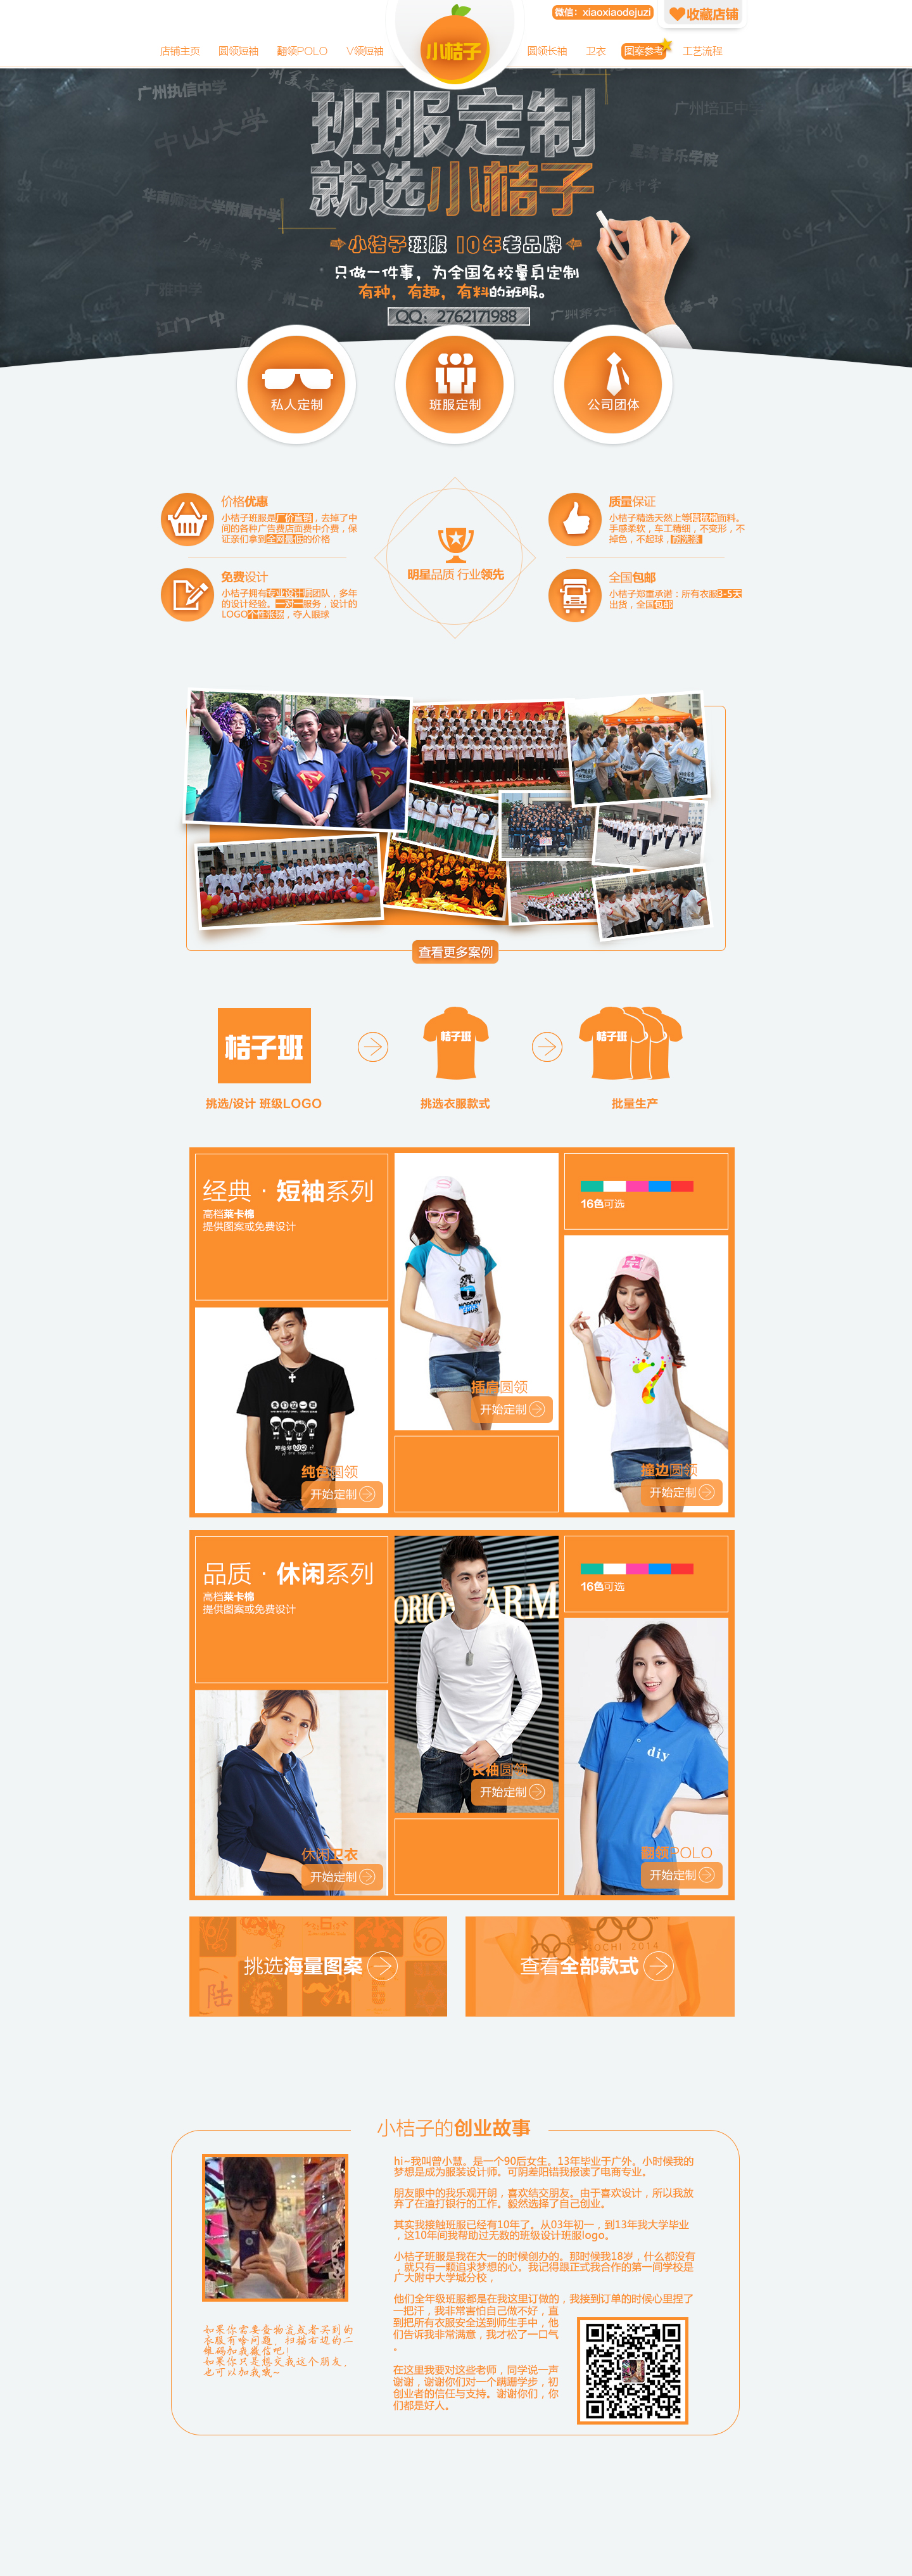 微信：xiaoxiaodejuzi
收藏店铺
店铺主页 圆领短袖 翻领POLO V领短袖 小桔子 圆领长袖 卫衣 图案参考 工艺流程
广州执信中学
中山大学
广州培正中
星海音乐学院
广雅中学
华南师范大学附属中学
广雅中学
广州二中
江门一中
广州第六
海一中
班服定制
就选小桔子
小桔子班服 10年老品牌
只做一件事，为全国名校量身定制
有种，有趣，有料的班服。
QQ：2762171988
私人定制
班服定制
公司团体
价格优惠
小桔子班服是厂价直销，去掉了中
间的各种广告费店面费中介费，保
证亲们拿到全网最低的价格
免费设计
小桔子拥有专业设计师团队，多年
的设计经验。一对一服务，设计的
LOGO个性张扬，夺人眼球
明星品质 行业领先
质量保证
小桔子精选天然上等精梳棉面料。
手感柔软，车工精细，不变形，不
掉色，不起球，耐洗涤
全国包邮
小桔子郑重承诺：所有衣服3-5天
出货，全国包邮
查看更多案例
桔子班
桔子班
桔子班
挑选/设计 班级LOGO
挑选衣服款式
批量生产
经典·短袖系列
高档莱卡棉
提供图案或免费设计
16色可选
6
NOBODY
插肩圆领
开始定制
7
撞边圆领
开始定制
纯色圆领
开始定制
品质·休闲系列
高档莱卡棉
提供图案或免费设计
16色可选
长袖圆领
开始定制
diy
翻领POLO
开始定制
休闲卫衣
开始定制
挑选海量图案
陆
查看全部款式
SOCHI 2014
小桔子的创业故事
hi~我叫曾小慧。是一个90后女生。13年毕业于广外。小时候我的
梦想是成为服装设计师。可阴差阳错我报读了电商专业。
朋友眼中的我乐观开朗，喜欢结交朋友。由于喜欢设计，所以我放
弃了在渣打银行的工作。毅然选择了自己创业。
其实我接触班服已经有10年了。从03年初一，到13年我大学毕业
，这10年间我帮助过无数的班级设计班服logo。
小桔子班服是我在大一的时候创办的。那时候我18岁，什么都没有
，就只有一颗追求梦想的心。我记得跟正式我合作的第一间学校是
广大附中大学城分校，
他们全年级班服都是在我这里订做的，我接到订单的时候心里捏了
一把汗，我非常害怕自己做不好，直
到把所有衣服安全送到师生手中，他
们告诉我非常满意，我才松了一口气
。
在这里我要对这些老师，同学说一声
谢谢，谢谢你们对一个蹒跚学步，初
创业者的信任与支持。谢谢你们，你
们都是好人。
如果你需要食物或者买到的
衣服有啥问题，扫描右边的二
维码加我微信吧！
如果你只是想交我这个朋友，
也可以加我哦~